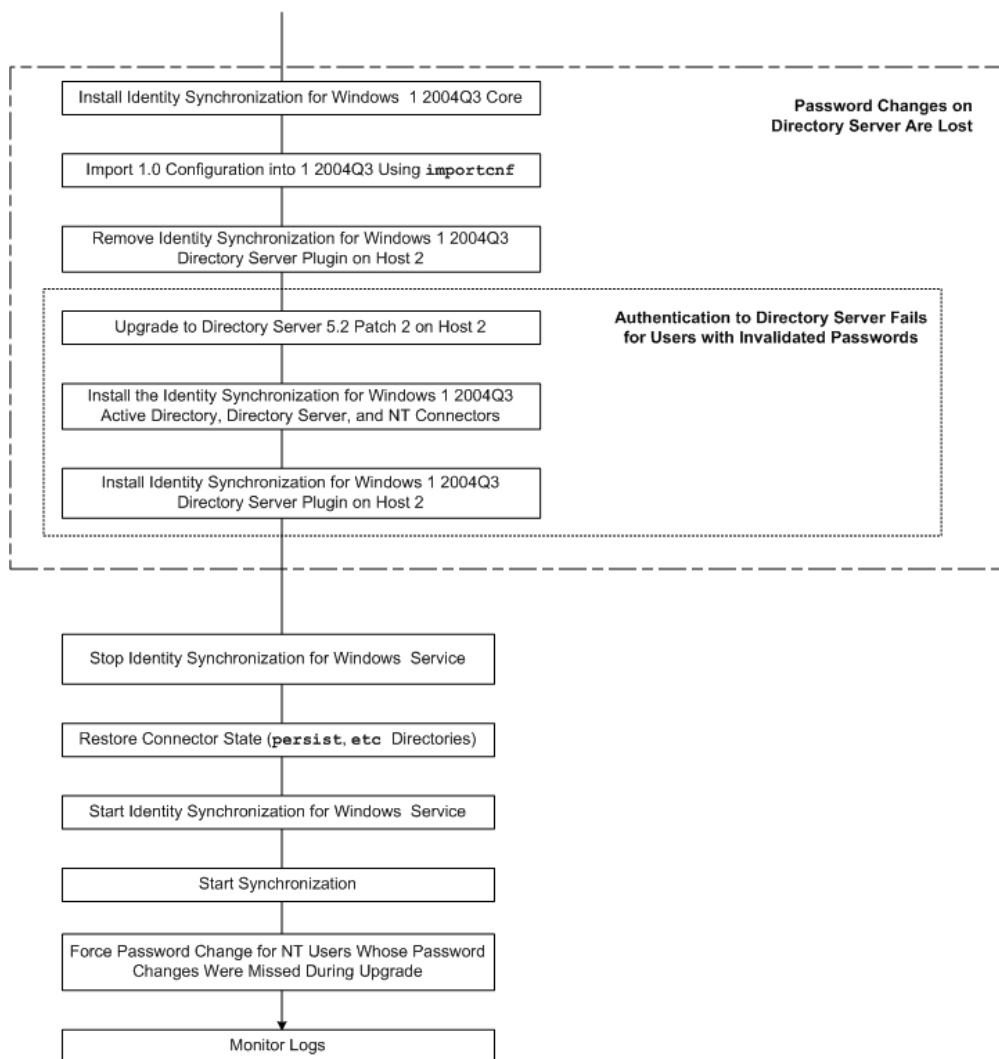 Install Identity Synchronization for Windows 1 2004Q3 Core
Password Changes on
Directory Server Are Lost
Import 1.0 Configuration into 1 2004Q3 Using importcnf
Remove Identity Synchronization for Windows 1 2004Q3
Directory Server Plugin on Host 2
Upgrade to Directory Server 5.2 Patch 2 on Host 2
Authentication to Directory Server Fails
for Users with Invalidated Passwords
Install the Identity Synchronization for Windows 1 2004Q3
Active Directory, Directory Server, and NT Connectors
Install Identity Synchronization for Windows 1 2004Q3
Directory Server Plugin on Host 2
Stop Identity Synchronization for Windows Service
Restore Connector State (persist, etc Directories)
Start Identity Synchronization for Windows Service
Start Synchronization
Force Password Change for NT Users Whose Password
Changes Were Missed During Upgrade
Monitor Logs